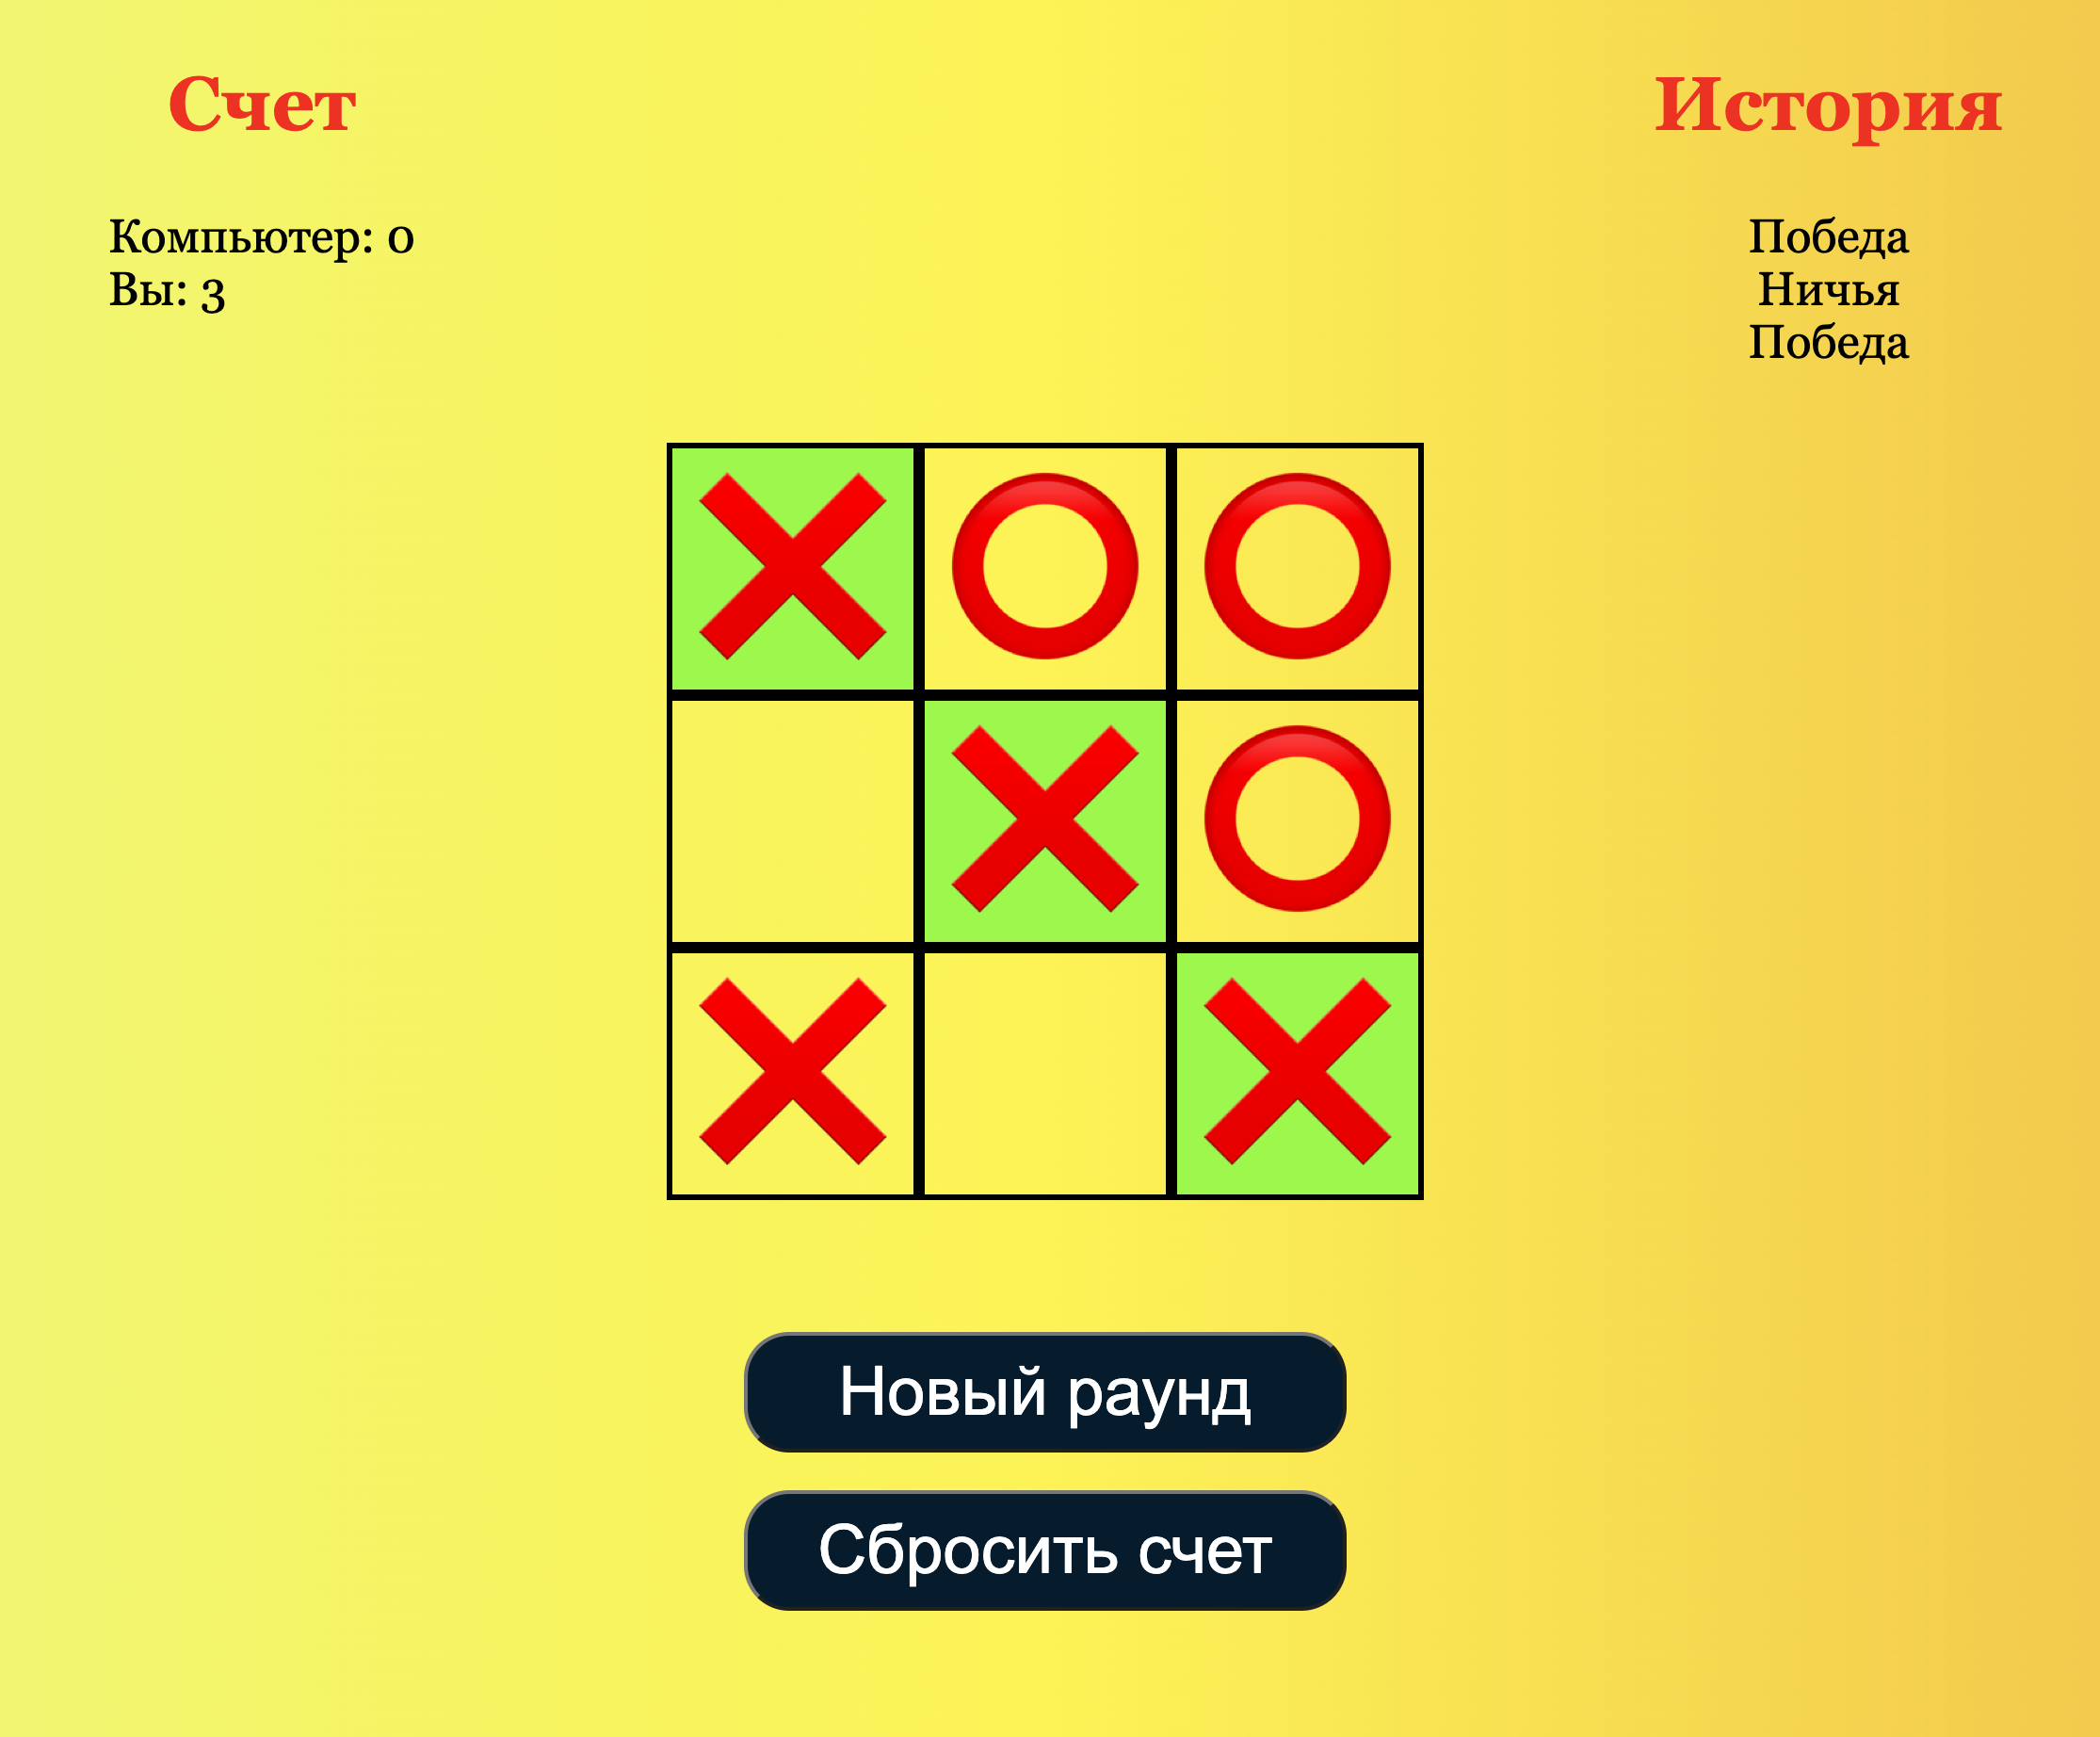 Счет
Компьютер: 0
Вы: 3
История
Победа
Ничья
Победа
Новый раунд
Сбросить счет